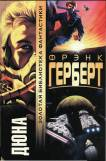 ФРЭНК
ГЕРБЕРТ
ДЮНА
ЗОЛОТАЯ БИБЛИОТЕКА ФАНТАСТИКИ